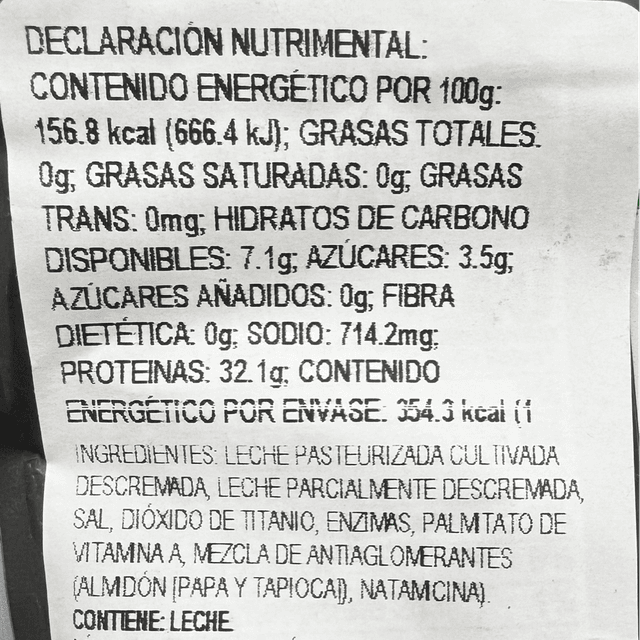 DECLARACIÓN NUTRIMENTAL:
CONTENIDO ENERGÉTICO POR 100g:
156.8 kcal (666.4 kJ); GRASAS TOTALES.
0g; GRASAS SATURADAS: 0g; GRASAS
TRANS: 0mg; HIDRATOS DE CARBONO
DISPONIBLES: 7.1g; AZÚCARES: 3.5g;
AZÚCARES AÑADIDOS: 0g; FIBRA
DIETÉTICA: 0g; SODIO: 714.2mg;
PROTEINAS: 32.1g; CONTENIDO
ENERGÉTICO POR ENVASE: 354.3 kcal (1
INGREDIENTES: LECHE PASTEURIZADA CULTIVADA
DESCREMADA, LECHE PARCIALMENTE DESCREMADA,
SAL, DIÓXIDO DE TITANIO, ENZIMAS, PALMITATO DE
VITAMINA A, MEZCLA DE ANTIAGLOMERANTES
(ALMIDÓN [PAPA Y TAPIOCA]), NATAMICINA).
CONTIENE: LECHE